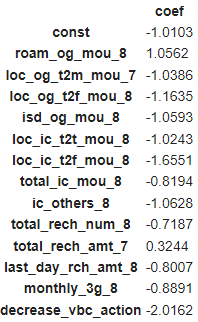 coef
const -1.0103
roam_og_mou_8 1.0562
loc_og_t2m_mou_7 -1.0386
loc_og_t2f_mou_8 -1.1635
isd_og_mou_8 -1.0593
loc_ic_t2t_mou_8 -1.0243
loc_ic_t2f_mou_8 -1.6551
total_ic_mou_8 -0.8194
ic_others_8 -1.0628
total_rech_num_8 -0.7187
total_rech_amt_7 0.3244
last_day_rch_amt_8 -0.8007
monthly_3g_8 -0.8891
decrease_vbc_action -2.0162